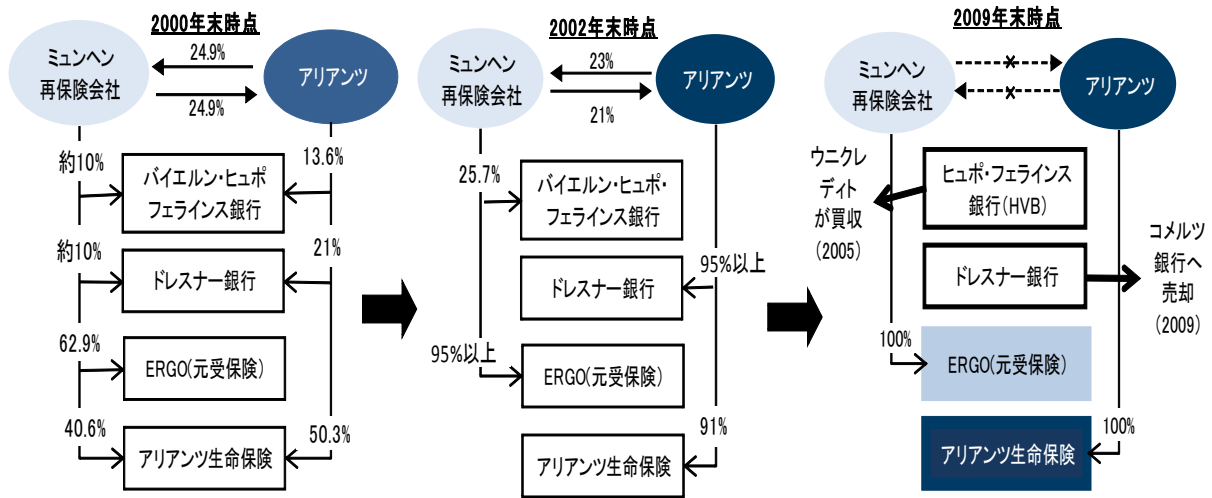 2000年末時点
ミュンヘン
再保険会社
24.9%
24.9%
アリアンツ
約10%
13.6%
バイエルン・ヒュポ
フェラインス銀行
約10%
21%
ドレスナー銀行
62.9%
ERGO(元受保険)
40.6%
50.3%
アリアンツ生命保険
2002年末時点
ミュンヘン
再保険会社
23%
21%
アリアンツ
25.7%
バイエルン・ヒュポ・
フェラインス銀行
95%以上
ドレスナー銀行
95%以上
ERGO(元受保険)
91%
アリアンツ生命保険
2009年末時点
ミュンヘン
再保険会社
アリアンツ
ウニクレ
ディト
が買収
(2005)
ヒュポ・フェラインス
銀行(HVB)
コメルツ
銀行へ
売却
(2009)
ドレスナー銀行
100%
ERGO(元受保険)
100%
アリアンツ生命保険